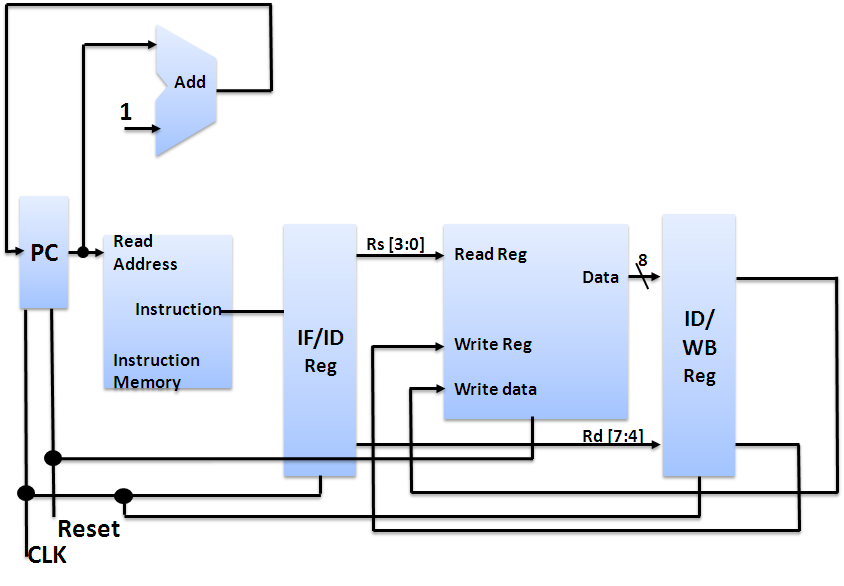 Add
1
PC
Read
Address
Instruction
Instruction
Memory
IF/ID
Reg
Rs [3:0]
Read Reg
Data
8
Write Reg
Write data
Rd [7:4]
ID/
WB
Reg
Reset
CLK